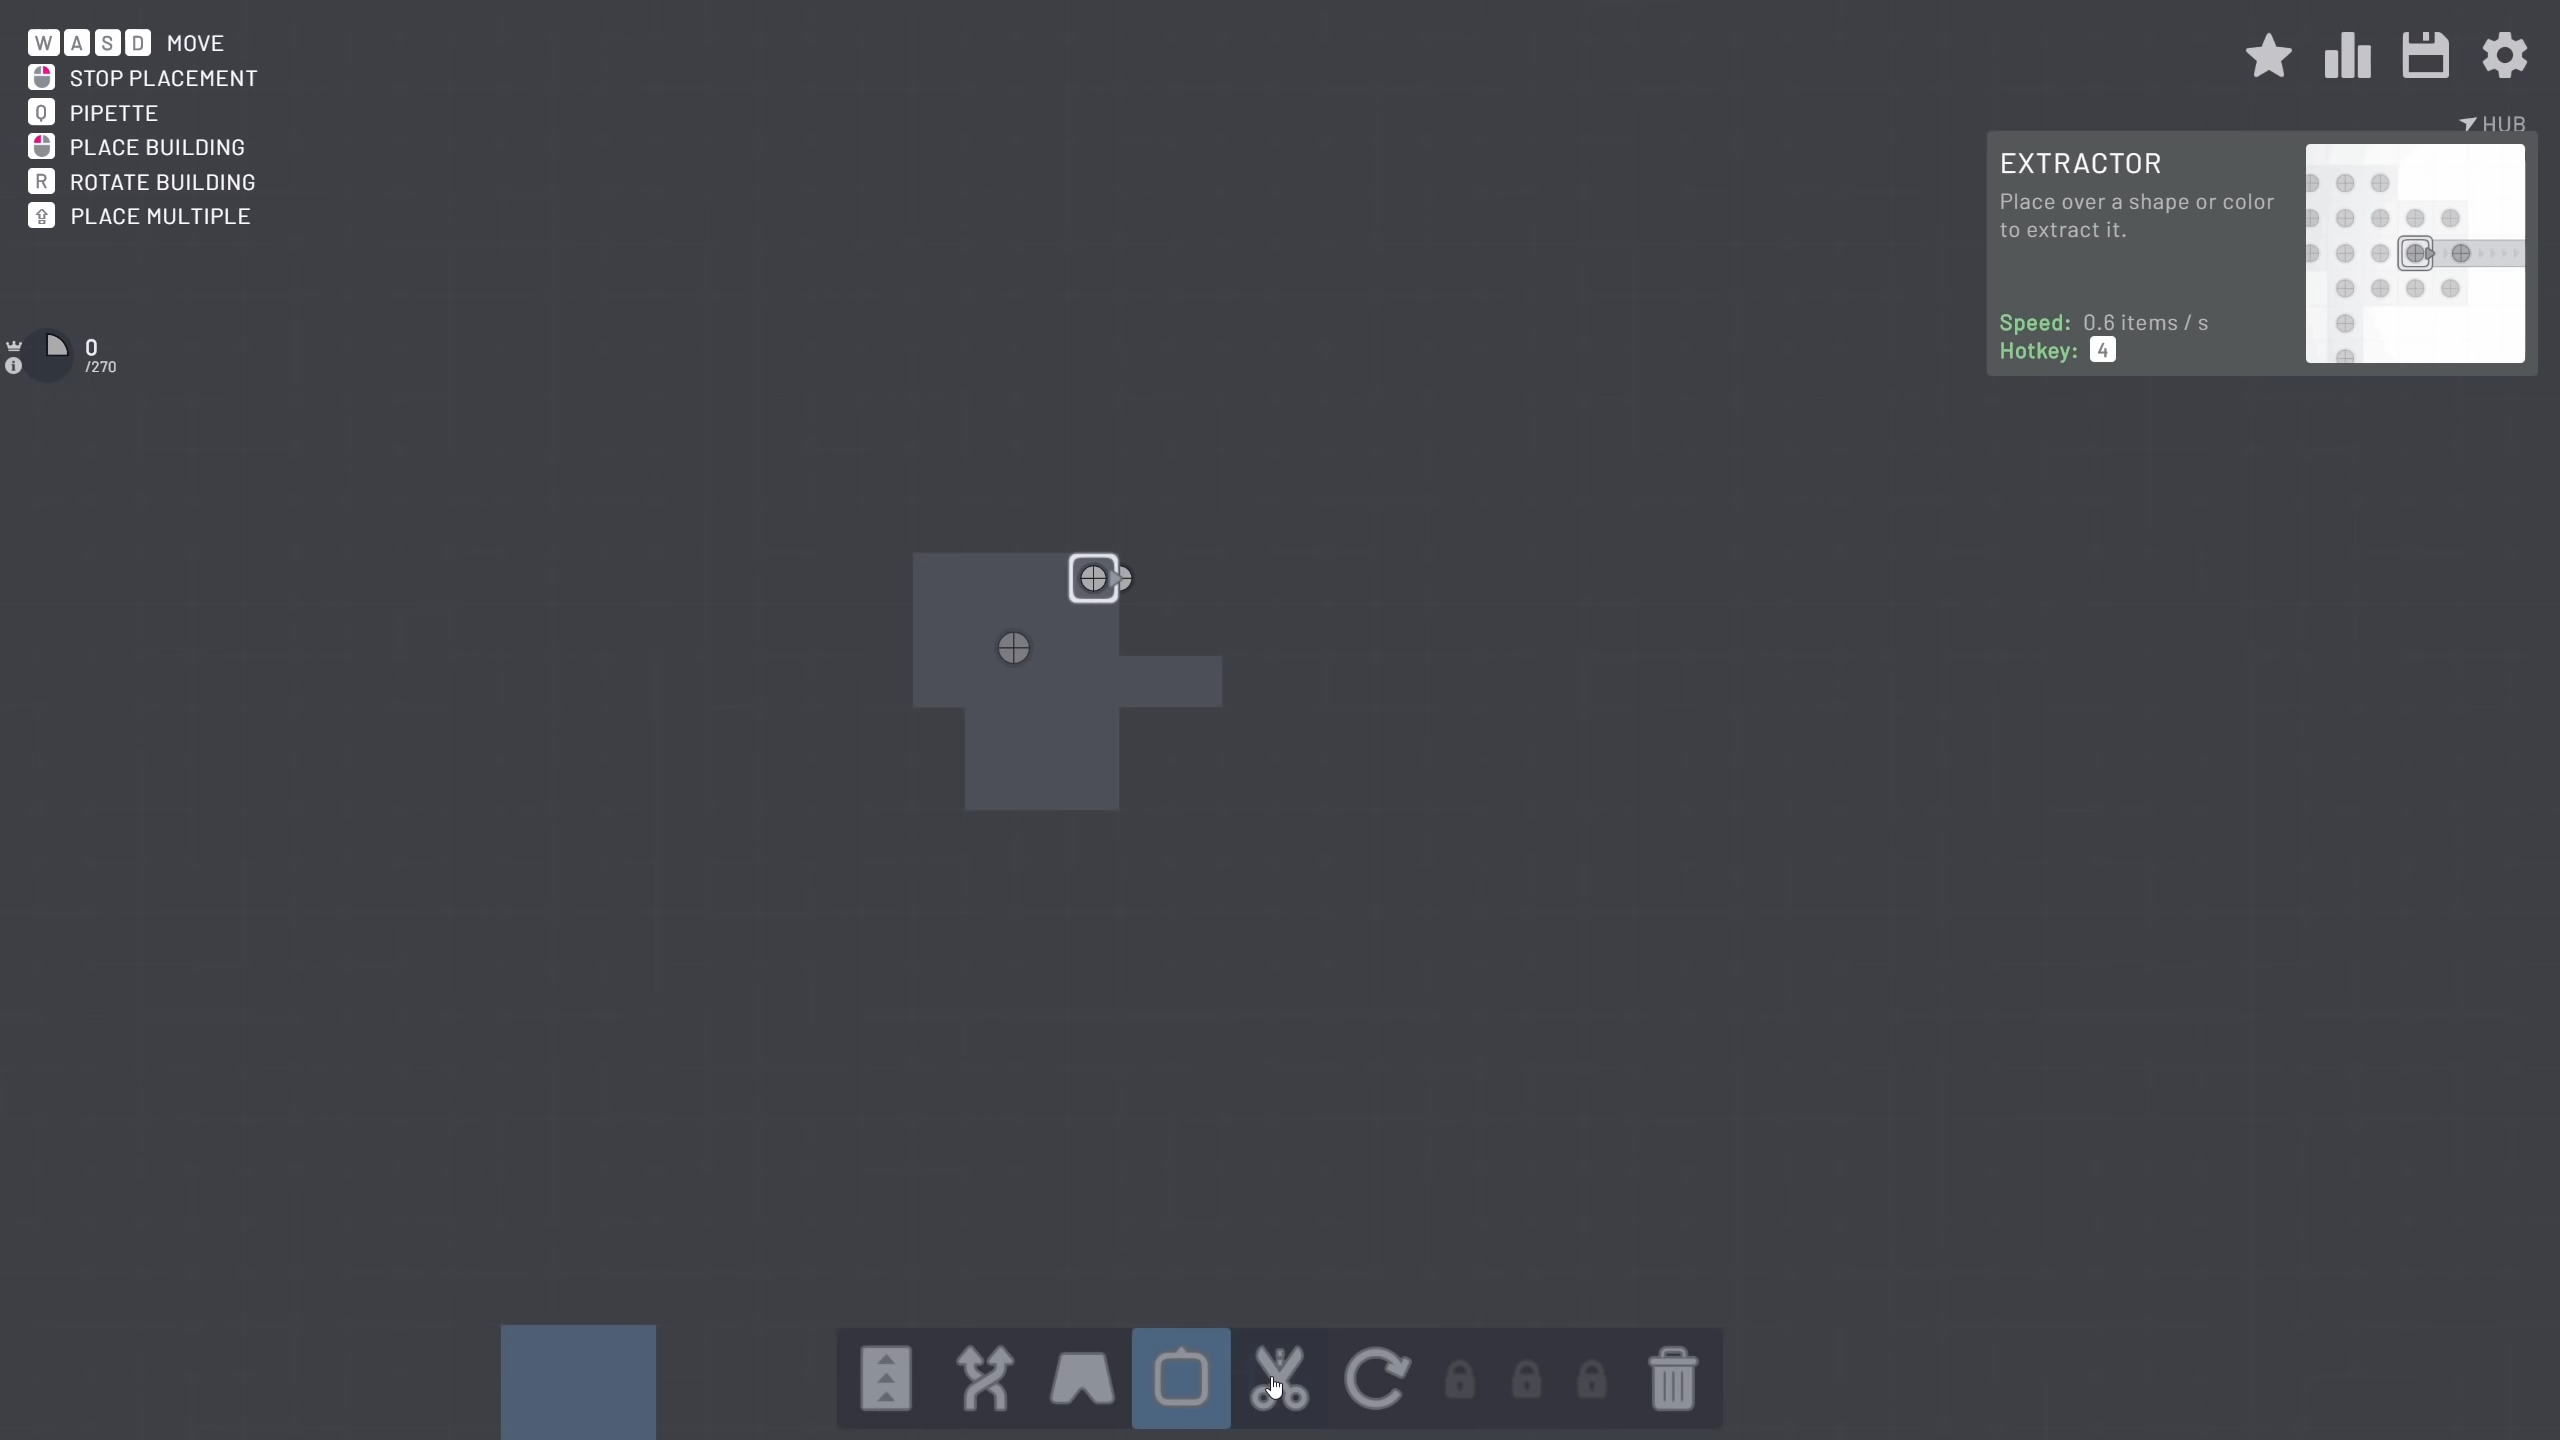 W A S D MOVE
STOP PLACEMENT
Q PIPETTE
PLACE BUILDING
R ROTATE BUILDING
PLACE MULTIPLE
0
/270
HUB
EXTRACTOR
Place over a shape or color
to extract it.
Speed: 0.6 items / s
Hotkey: 4